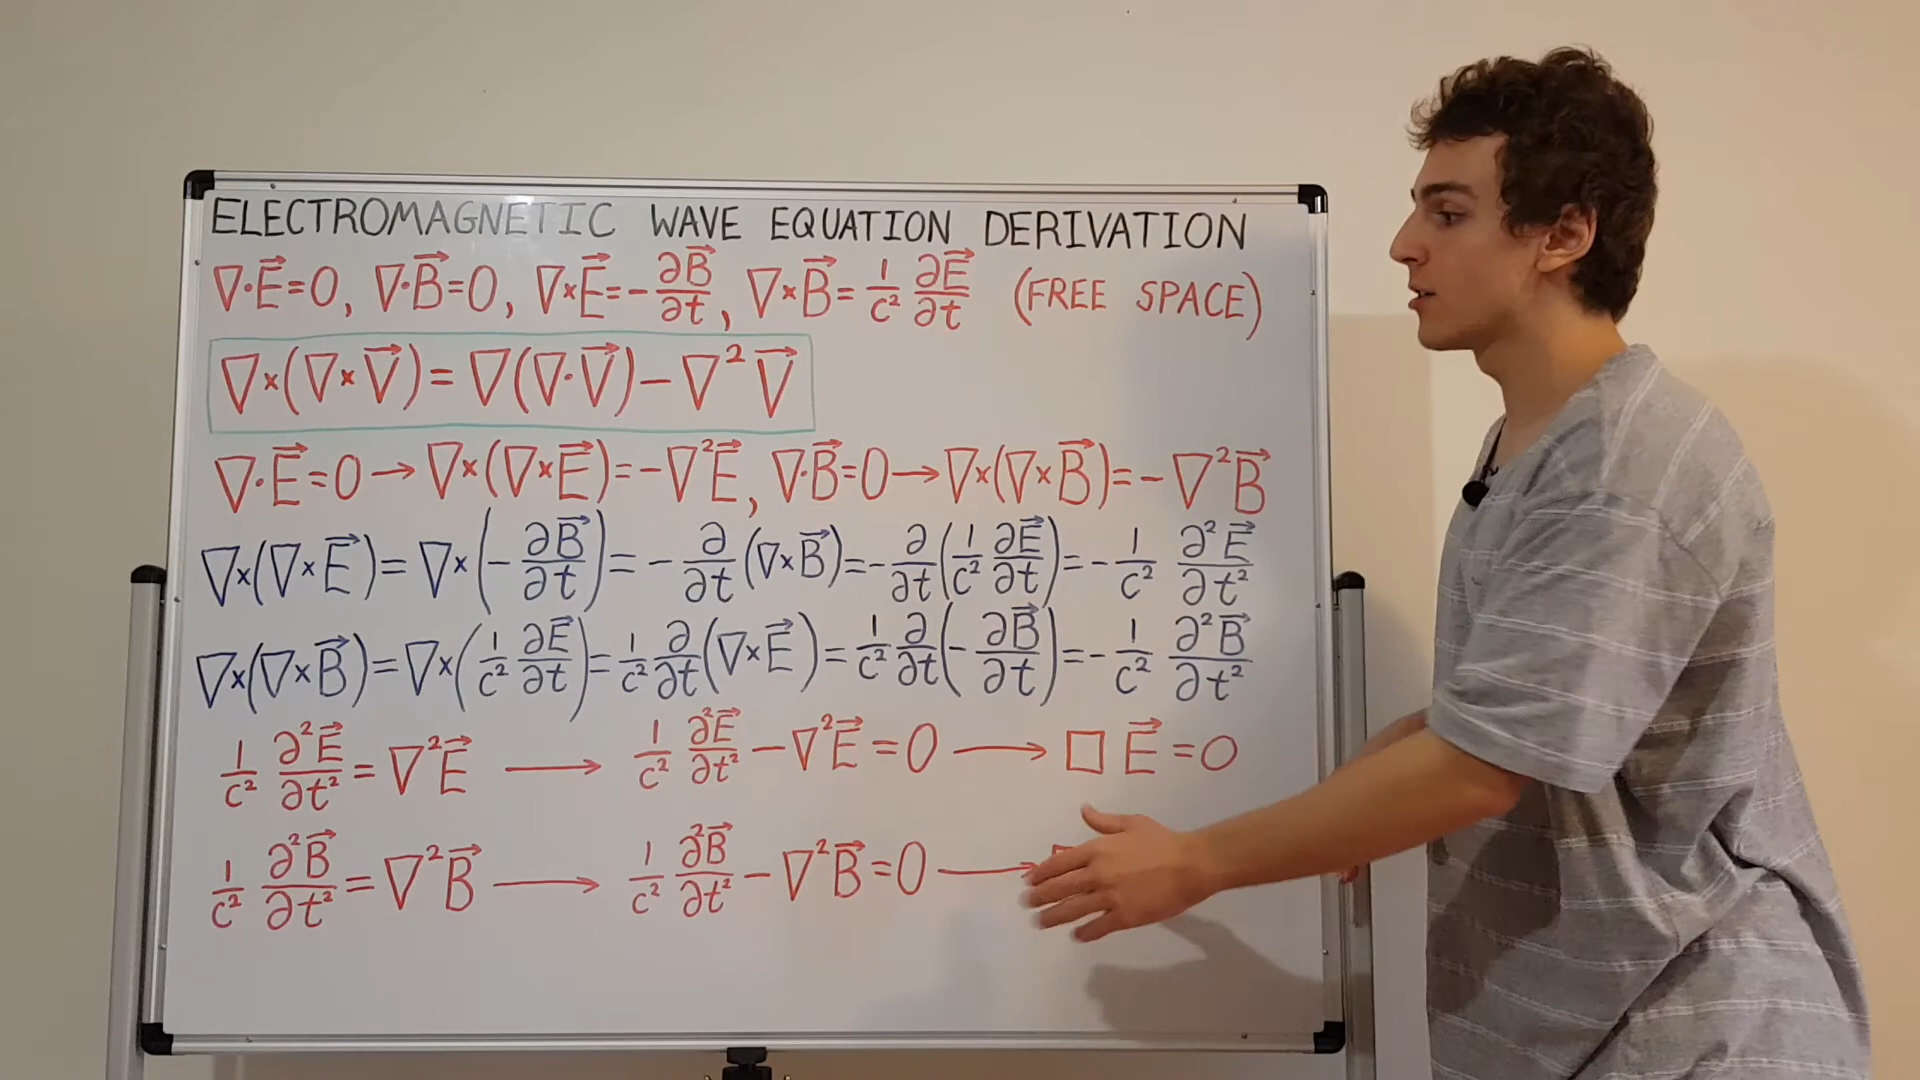 ELECTROMAGNETIC WAVE EQUATION DERIVATION
∇·E⃗=0, ∇·B⃗=0, ∇×E⃗=-∂B⃗/∂t, ∇×B⃗=1/c² ∂E⃗/∂t (FREE SPACE)
∇×(∇×V⃗)=∇(∇·V⃗)-∇²V⃗
∇·E⃗=0→∇×(∇×E⃗)=-∇²E⃗, ∇·B⃗=0→∇×(∇×B⃗)=-∇²B⃗
∇×(∇×E⃗)=∇×(-∂B⃗/∂t)=-∂/∂t(∇×B⃗)=-∂/∂t(1/c² ∂E⃗/∂t)=-1/c² ∂²E⃗/∂t²
∇×(∇×B⃗)=∇×(1/c² ∂E⃗/∂t)=1/c² ∂/∂t(∇×E⃗)=1/c² ∂/∂t(-∂B⃗/∂t)=-1/c² ∂²B⃗/∂t²
1/c² ∂²E⃗/∂t²=∇²E⃗ → 1/c² ∂²E⃗/∂t²-∇²E⃗=0 → □E⃗=0
1/c² ∂²B⃗/∂t²=∇²B⃗ → 1/c² ∂²B⃗/∂t²-∇²B⃗=0 →